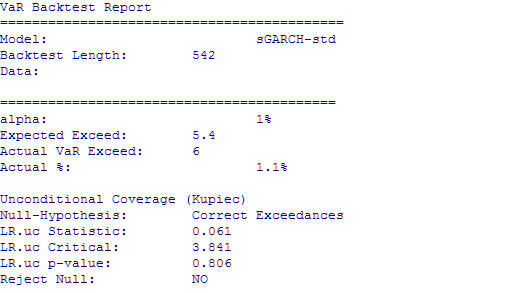 VaR Backtest Report
===========================================
Model: sGARCH-std
Backtest Length: 542
Data:
==========================================
alpha: 1%
Expected Exceed: 5.4
Actual VaR Exceed: 6
Actual %: 1.1%
Unconditional Coverage (Kupiec)
Null-Hypothesis: Correct Exceedances
LR.uc Statistic: 0.061
LR.uc Critical: 3.841
LR.uc p-value: 0.806
Reject Null: NO